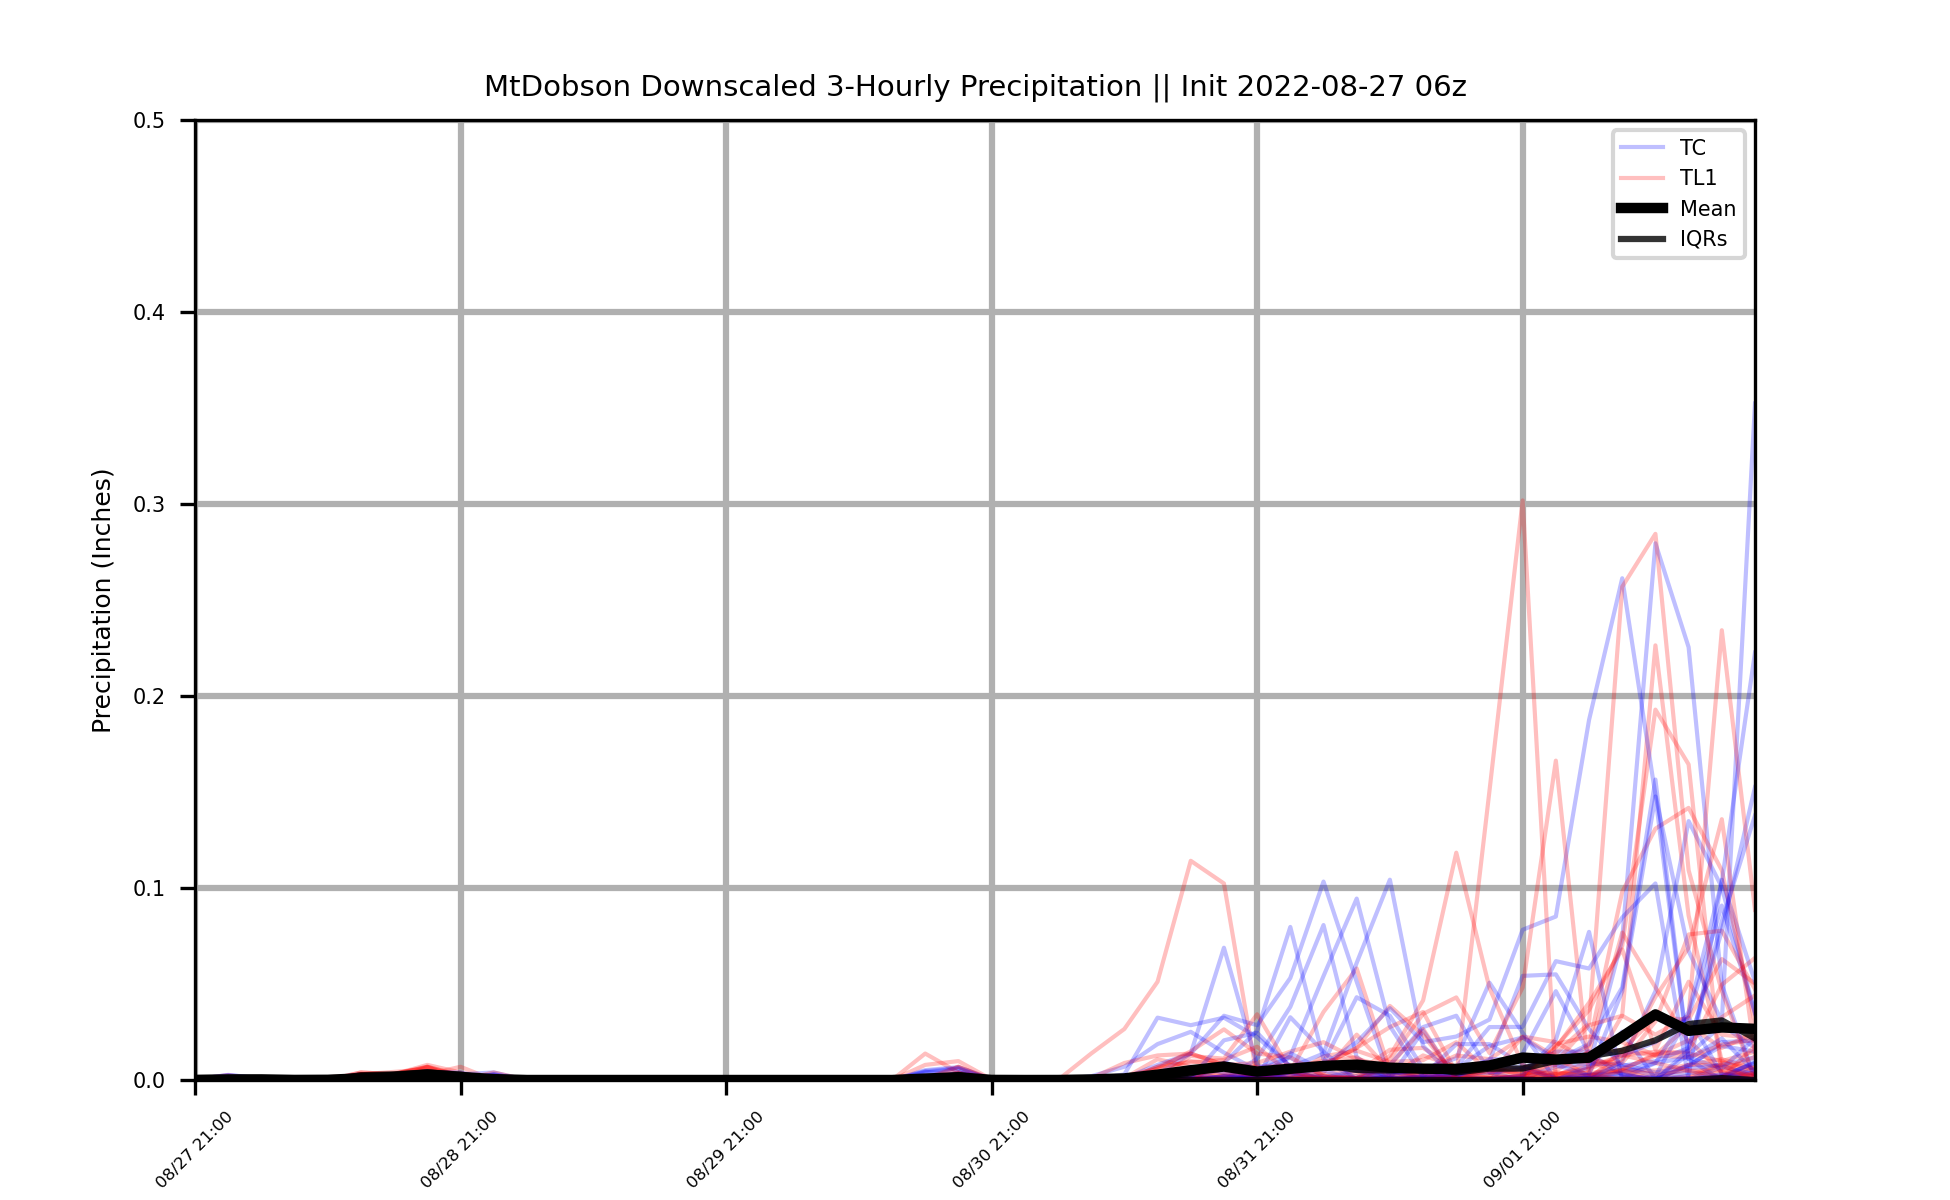 MtDobson Downscaled 3-Hourly Precipitation || Init 2022-08-27 06z
TC
TL1
Mean
IQRs
Precipitation (Inches)
0.5
0.4
0.3
0.2
0.1
0.0
08/27 21:00
08/28 21:00
08/29 21:00
08/30 21:00
08/31 21:00
09/01 21:00